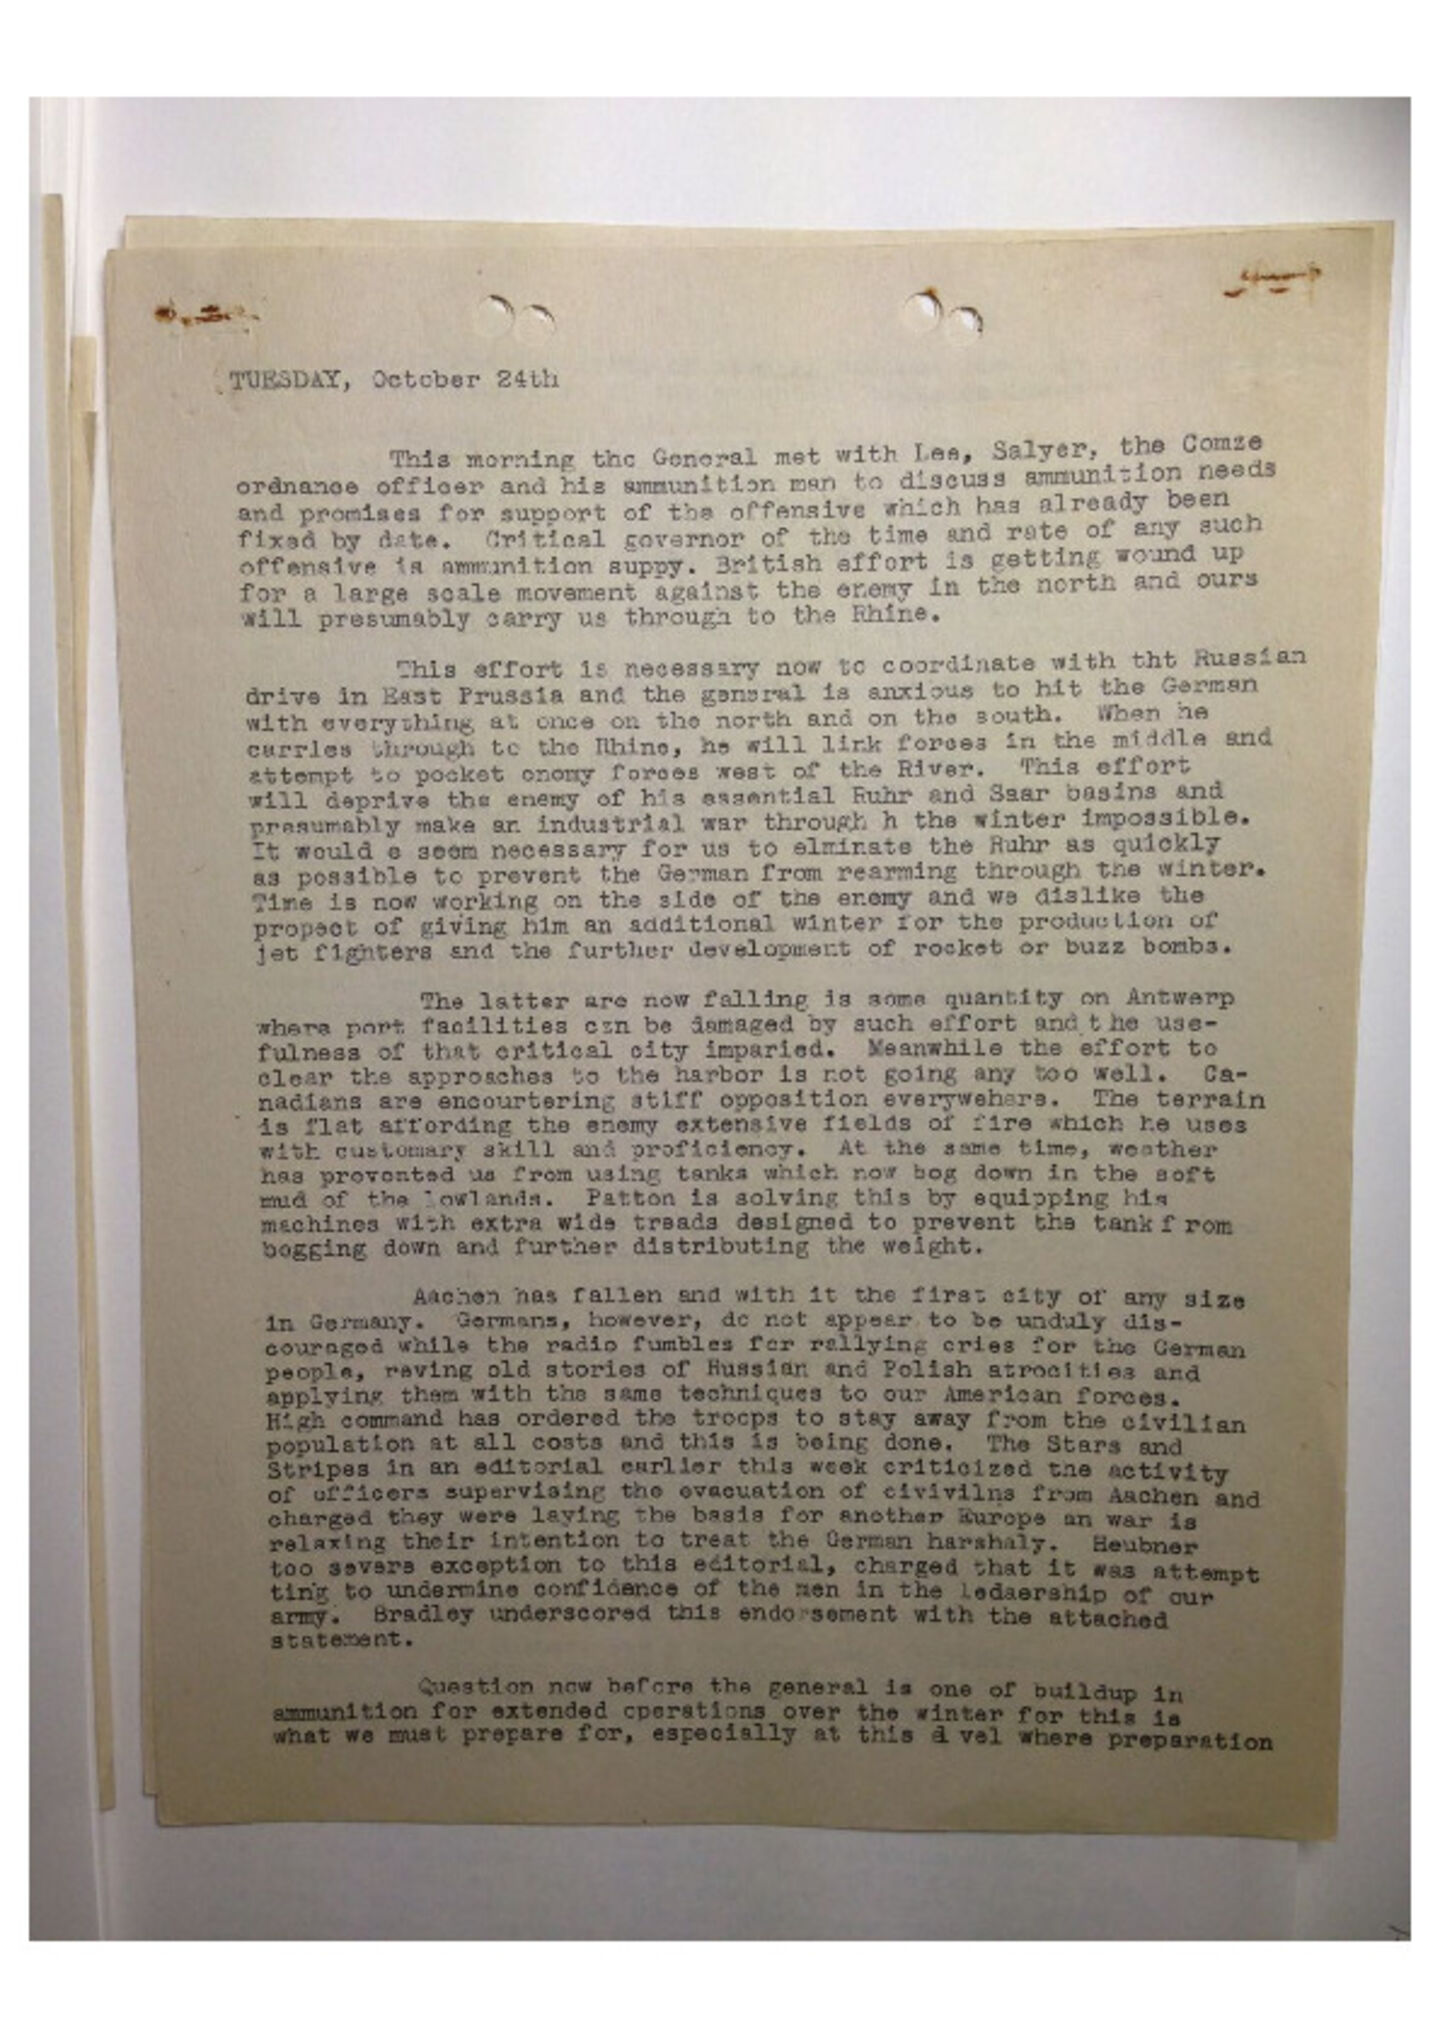 TUESDAY, October 24th
This morning the General met with Lee, Salyer, the Comze
ordnance officer and his ammunition man to discuss ammunition needs
and promises for support of the offensive which has already been
fixed by date. Critical governor of the time and rate of any such
offensive is ammunition suppy. British effort is getting wound up
for a large scale movement against the enemy in the north and ours
will presumably carry us through to the Rhine.
This effort is necessary now to coordinate with tht Russian
drive in East Prussia and the general is anxious to hit the German
with everything at once on the north and on the south. When he
carries through to the Rhine, he will link forces in the middle and
attempt to pocket enemy forces west of the River. This effort
will deprive the enemy of his essential Ruhr and Saar basins and
presumably make an industrial war through h the winter impossible.
It would e seem necessary for us to elminate the Ruhr as quickly
as possible to prevent the German from rearming through the winter.
Time is now working on the side of the enemy and we dislike the
propect of giving him an additional winter for the production of
jet fighters and the further development of rocket or buzz bombs.
The latter are now falling is some quantity on Antwerp
where port facilities can be damaged by such effort and the use-
fulness of that critical city imparied. Meanwhile the effort to
clear the approaches to the harbor is not going any too well. Ca-
nadians are encourtering stiff opposition everywehere. The terrain
is flat affording the enemy extensive fields of fire which he uses
with customary skill and proficiency. At the same time, weather
has prevented us from using tanks which now bog down in the soft
mud of the lowlands. Patton is solving this by equipping his
machines with extra wide treads designed to prevent the tank f rom
bogging down and further distributing the weight.
Aachen has fallen and with it the first city of any size
in Germany. Germans, however, do not appear to be unduly dis-
couraged while the radio fumbles for rallying cries for the German
people, reving old stories of Russian and Polish atrocities and
applying them with the same techniques to our American forces.
High command has ordered the troops to stay away from the civilian
population at all costs and this is being done. The Stars and
Stripes in an editorial earlier this week criticized the activity
of officers supervising the evacuation of civivilns from Aachen and
charged they were laying the basis for another Europe an war is
relaxing their intention to treat the German harshaly. Heubner
too severe exception to this editorial, charged that it was attempt
ting to undermine confidence of the men in the ledaership of our
army. Bradley underscored this endorsement with the attached
statement.
Question now before the general is one of buildup in
ammunition for extended operations over the winter for this is
what we must prepare for, especially at this vel where preparation